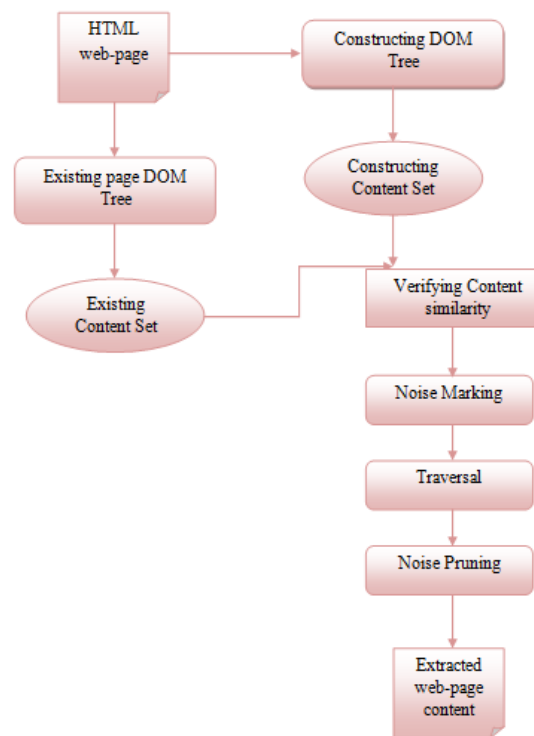 HTML
web-page
Constructing DOM
Tree
Existing page DOM
Tree
Constructing
Content Set
Existing
Content Set
Verifying Content
similarity
Noise Marking
Traversal
Noise Pruning
Extracted
web-page
content